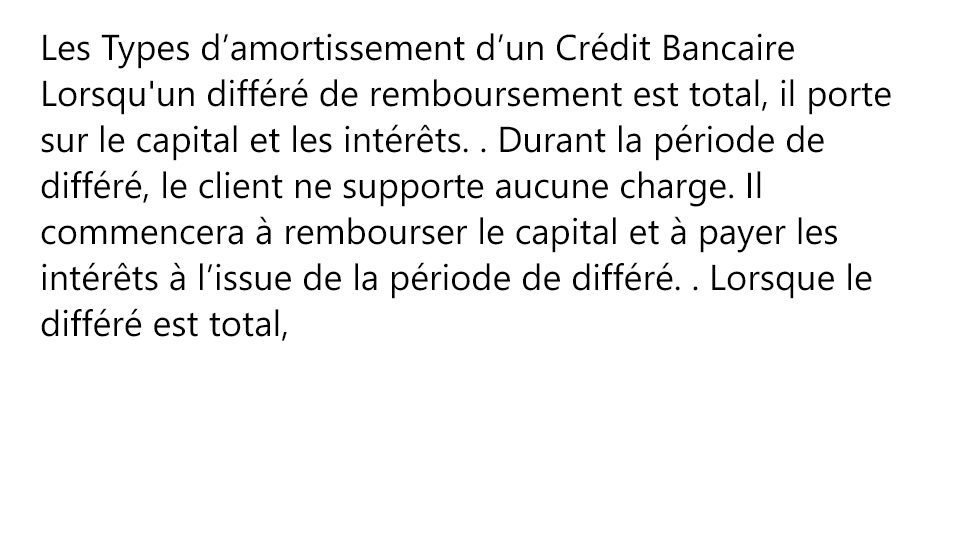 Les Types d’amortissement d’un Crédit Bancaire
Lorsqu'un différé de remboursement est total, il porte
sur le capital et les intérêts. . Durant la période de
différé, le client ne supporte aucune charge. Il
commencera à rembourser le capital et à payer les
intérêts à l’issue de la période de différé. . Lorsque le
différé est total,